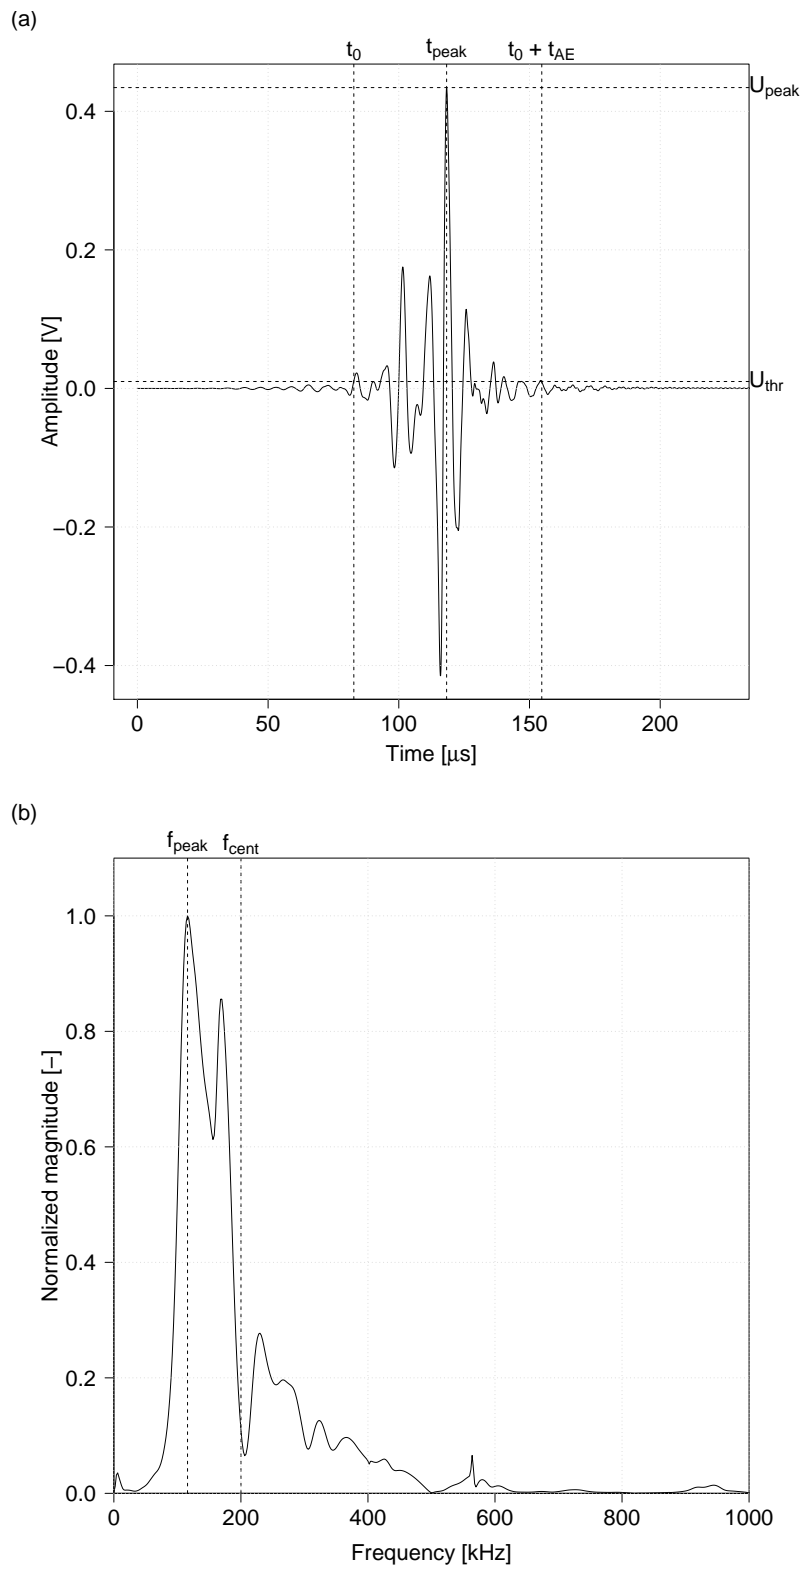 (a)
t0 tpeak t0 + tAE
Upeak
0.4
0.2
0.0
Uthr
−0.2
−0.4
Amplitude [V]
0 50 100 150 200
Time [μs]
(b)
fpeak fcent
1.0
0.8
0.6
0.4
0.2
0.0
Normalized magnitude [−]
0 200 400 600 800 1000
Frequency [kHz]